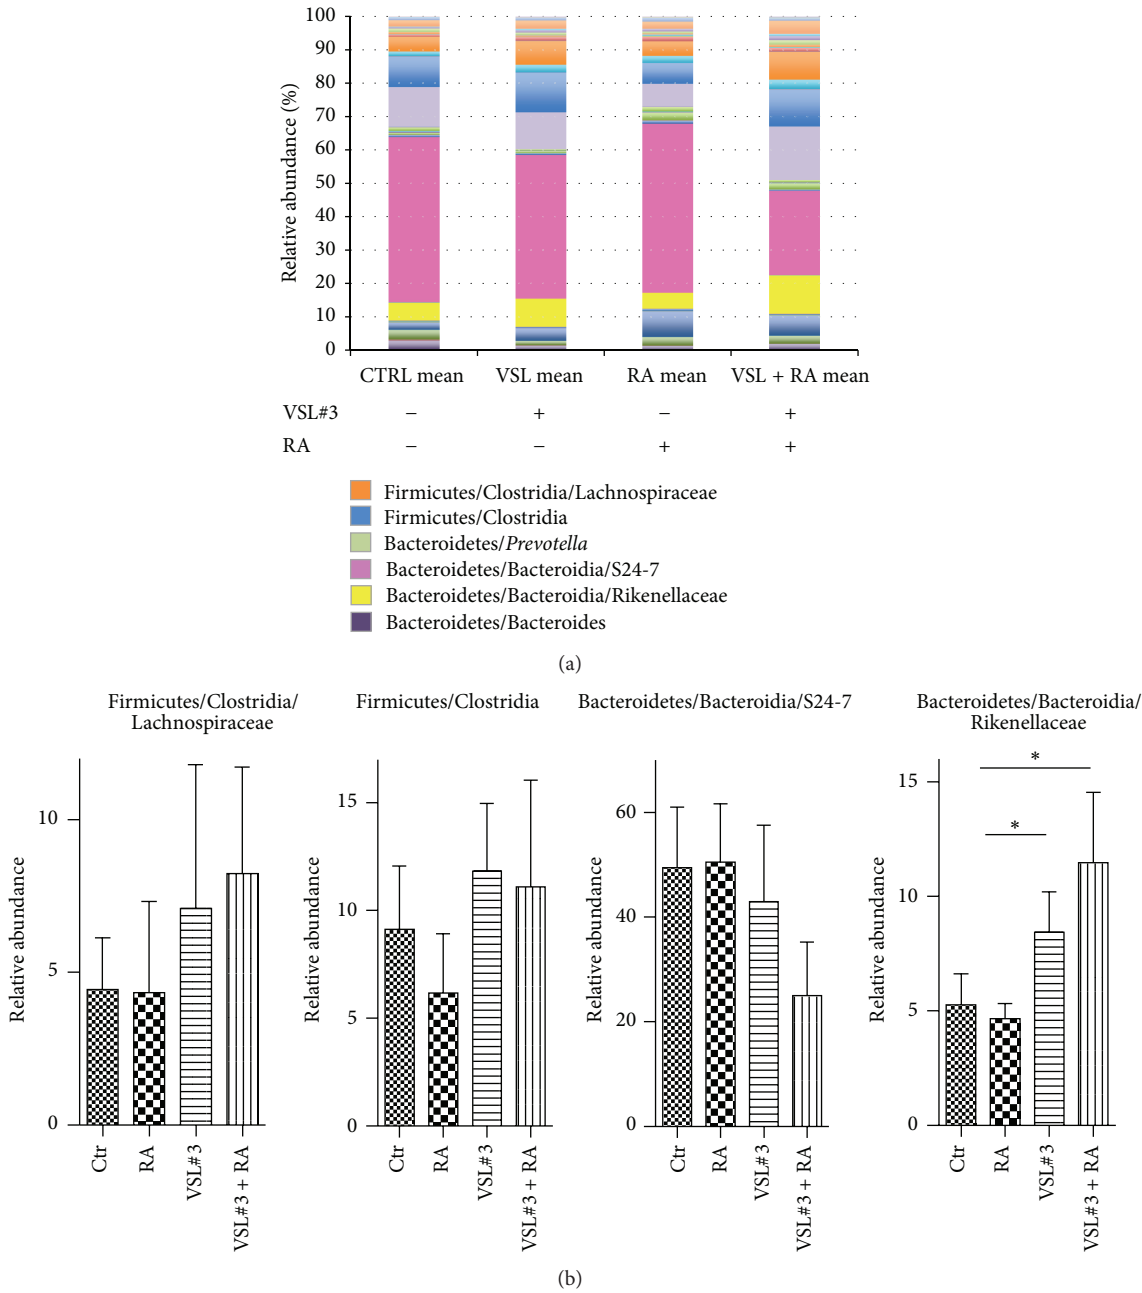 100
90
80
70
60
50
40
30
20
10
0
Relative abundance (%)
CTRL mean VSL mean RA mean VSL + RA mean
VSL#3 − + − +
RA − − + +
Firmicutes/Clostridia/Lachnospiraceae
Firmicutes/Clostridia
Bacteroidetes/Prevotella
Bacteroidetes/Bacteroidia/S24-7
Bacteroidetes/Bacteroidia/Rikenellaceae
Bacteroidetes/Bacteroides
(a)
Firmicutes/Clostridia/
Lachnospiraceae
10
5
0
Relative abundance
Ctr
RA
VSL#3
VSL#3 + RA
Firmicutes/Clostridia
15
10
5
0
Relative abundance
Ctr
RA
VSL#3
VSL#3 + RA
Bacteroidetes/Bacteroidia/S24-7
60
40
20
0
Relative abundance
Ctr
RA
VSL#3
VSL#3 + RA
Bacteroidetes/Bacteroidia/
Rikenellaceae
15
10
5
0
Relative abundance
*
*
Ctr
RA
VSL#3
VSL#3 + RA
(b)